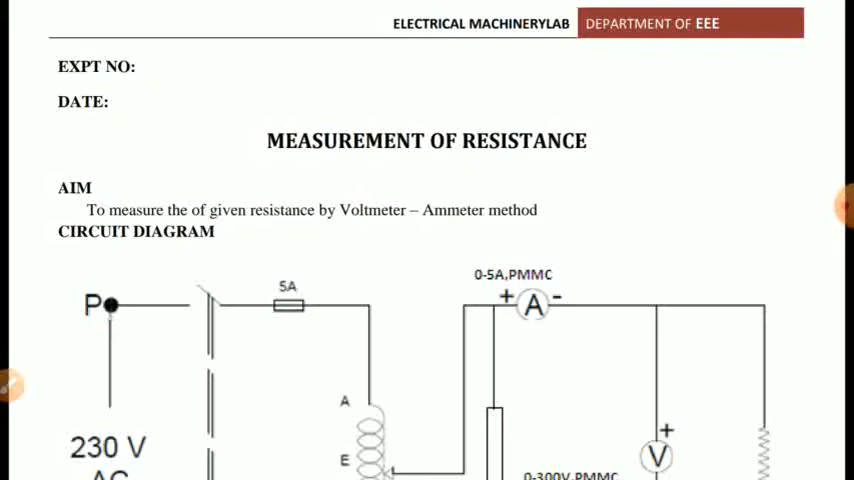 ELECTRICAL MACHINERYLAB DEPARTMENT OF EEE
EXPT NO:
DATE:
MEASUREMENT OF RESISTANCE
AIM
To measure the of given resistance by Voltmeter – Ammeter method
CIRCUIT DIAGRAM
0-5A,PMMC
5A
+ A -
P
A
+
230 V
V
E
AC
0-300V,PMMC